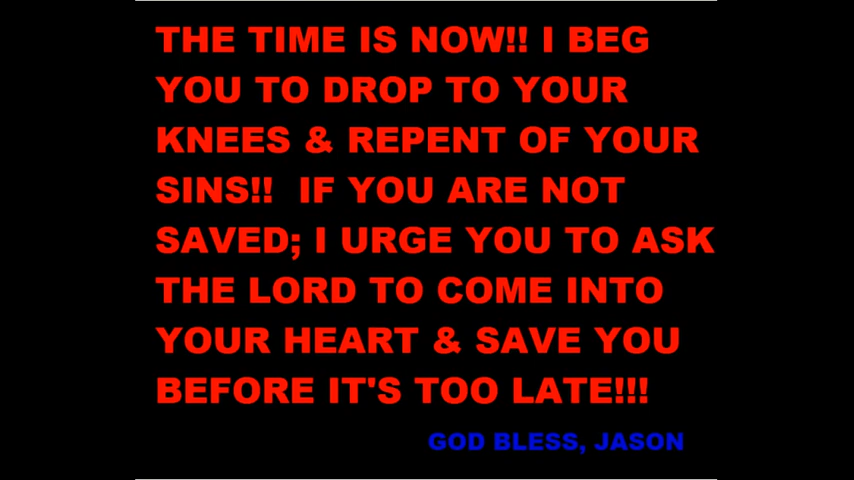 THE TIME IS NOW!! I BEG
YOU TO DROP TO YOUR
KNEES & REPENT OF YOUR
SINS!!  IF YOU ARE NOT
SAVED; I URGE YOU TO ASK
THE LORD TO COME INTO
YOUR HEART & SAVE YOU
BEFORE IT'S TOO LATE!!!
GOD BLESS, JASON